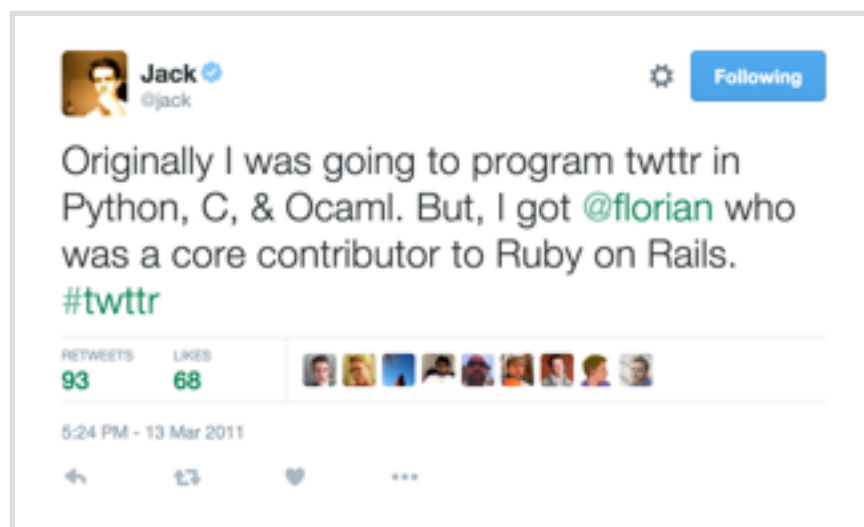 Jack
Following
@jack
Originally I was going to program twttr in
Python, C, & Ocaml. But, I got @florian who
was a core contributor to Ruby on Rails.
#twttr
RETWEETS LIKES
93 68
5:24 PM - 13 Mar 2011